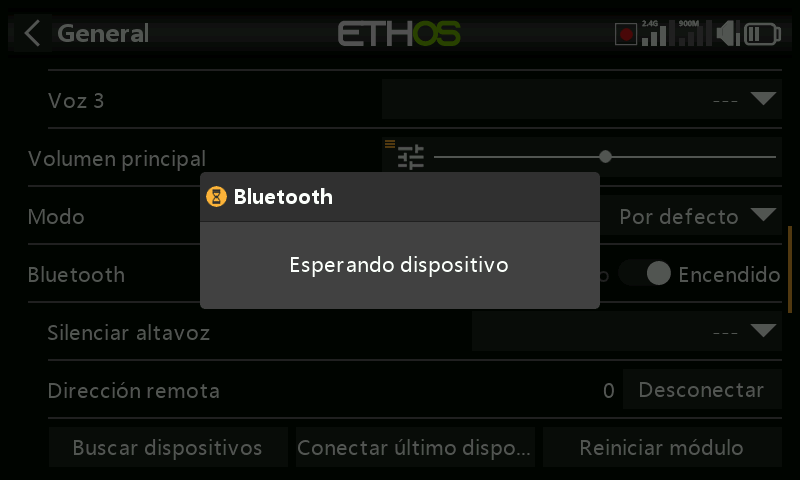 General
ETHOS
2.4G
900M
Voz 3
---
Volumen principal
Modo
Por defecto
Bluetooth
Bluetooth
Encendido
Esperando dispositivo
Silenciar altavoz
---
Dirección remota
0
Desconectar
Buscar dispositivos
Conectar último dispo...
Reiniciar módulo